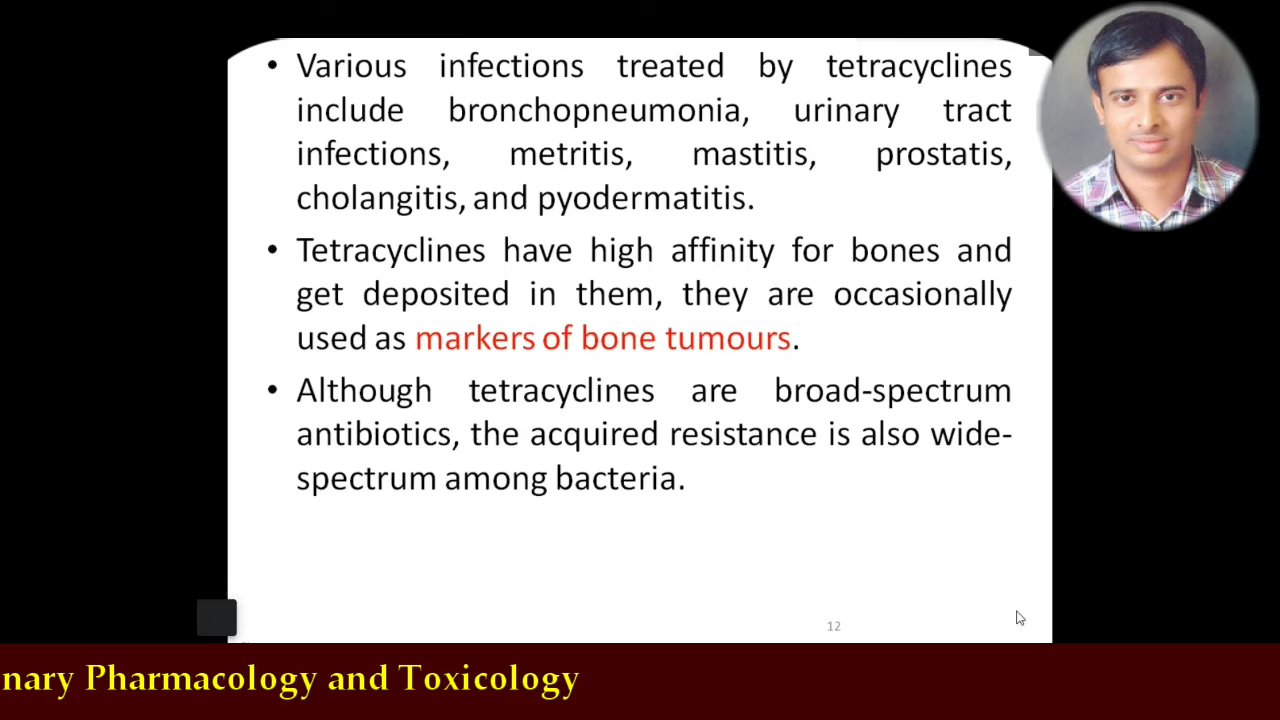 • Various infections treated by tetracyclines
include bronchopneumonia, urinary tract
infections, metritis, mastitis, prostatis,
cholangitis, and pyodermatitis.
• Tetracyclines have high affinity for bones and
get deposited in them, they are occasionally
used as markers of bone tumours.
• Although tetracyclines are broad-spectrum
antibiotics, the acquired resistance is also wide-
spectrum among bacteria.
12
nary Pharmacology and Toxicology